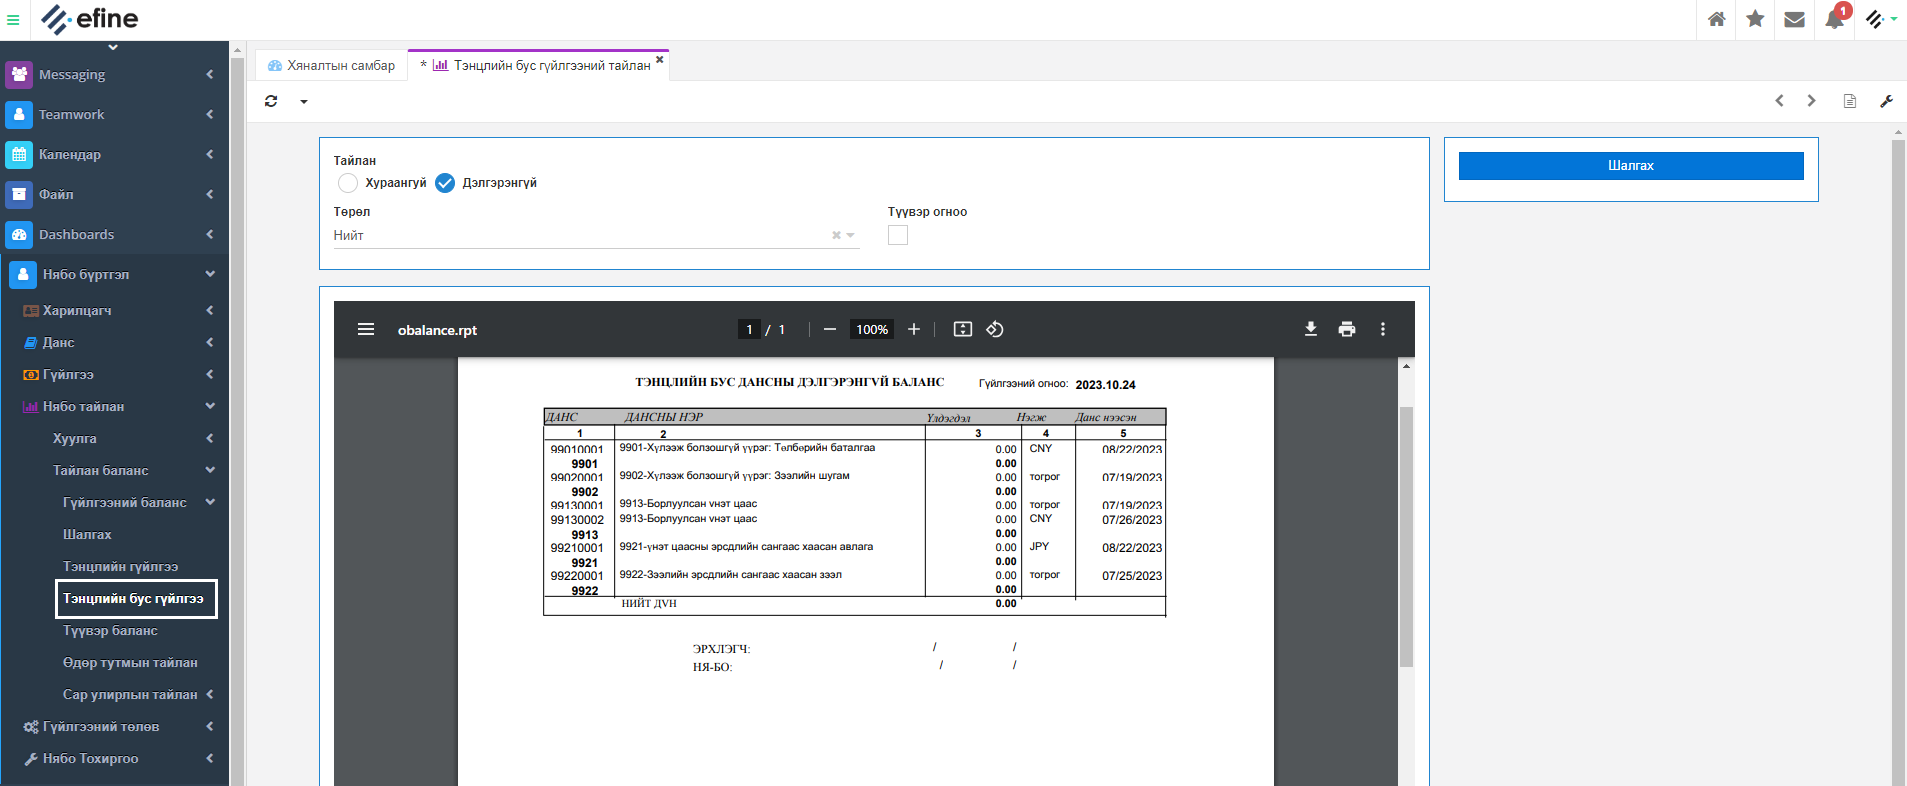 efine
1
Messaging
Teamwork
Календар
Файл
Dashboards
Нябо бүртгэл
Харилцагч
Данс
Гүйлгээ
Нябо тайлан
Хуулга
Тайлан баланс
Гүйлгээний баланс
Шалгах
Тэнцлийн гүйлгээ
Тэнцлийн бус гүйлгээ
Түүвэр баланс
Өдөр тутмын тайлан
Сар улирлын тайлан
Гүйлгээний төлөв
Нябо Тохиргоо
Хяналтын самбар
* Тэнцлийн бус гүйлгээний тайлан
Тайлан
Хураангуй Дэлгэрэнгүй
Төрөл
Түүвэр огноо
Нийт
Шалгах
obalance.rpt
1 / 1
100%
ТЭНЦЛИЙН БУС ДАНСНЫ ДЭЛГЭРЭНГҮЙ БАЛАНС Гүйлгээний огноо: 2023.10.24
ДАНС ДАНСНЫ НЭР Үлдэгдэл Нэгж Данс нээсэн
1 2 3 4 5
99010001 9901-Хүлээж болзошгүй үүрэг: Төлбөрийн баталгаа 0.00 CNY 08/22/2023
9901 0.00
99020001 9902-Хүлээж болзошгүй үүрэг: Зээлийн шугам 0.00 төгрөг 07/19/2023
9902 0.00
99130001 9913-Борлуулсан үнэт цаас 0.00 төгрөг 07/19/2023
99130002 9913-Борлуулсан үнэт цаас 0.00 CNY 07/26/2023
9913 0.00
99210001 9921-үнэт цаасны эрсдлийн сангаас хаасан авлага 0.00 JPY 08/22/2023
9921 0.00
99220001 9922-Зээлийн эрсдлийн сангаас хаасан зээл 0.00 төгрөг 07/25/2023
9922 0.00
НИЙТ ДҮН 0.00
ЭРХЛЭГЧ: / /
НЯ-БО: / /